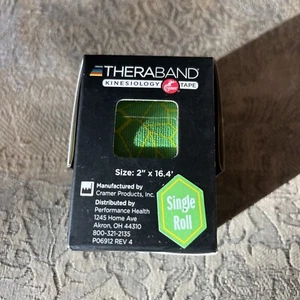 THERABAND
KINESIOLOGY TAPE
Size: 2" x 16.4'
Manufactured by
Cramer Products, Inc.
Distributed by
Performance Health
1245 Home Ave
Akron, OH 44310
800-321-2135
P06912 REV 4
Single
Roll